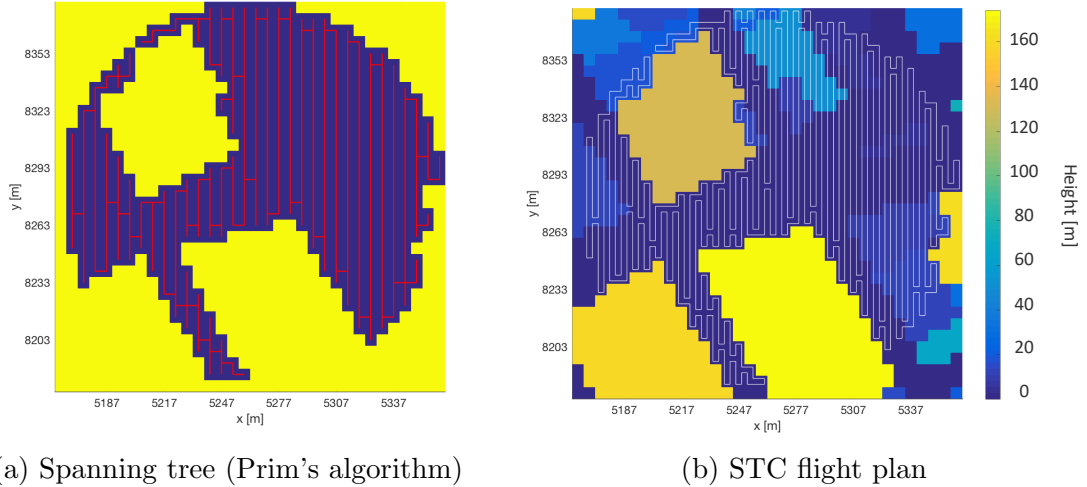 8353
8323
8293
8263
8233
8203
y [m]
5187 5217 5247 5277 5307 5337
x [m]
8353
8323
8293
8263
8233
8203
y [m]
5187 5217 5247 5277 5307 5337
x [m]
160
140
120
100
80
60
40
20
0
Height [m]
a) Spanning tree (Prim's algorithm)
(b) STC flight plan